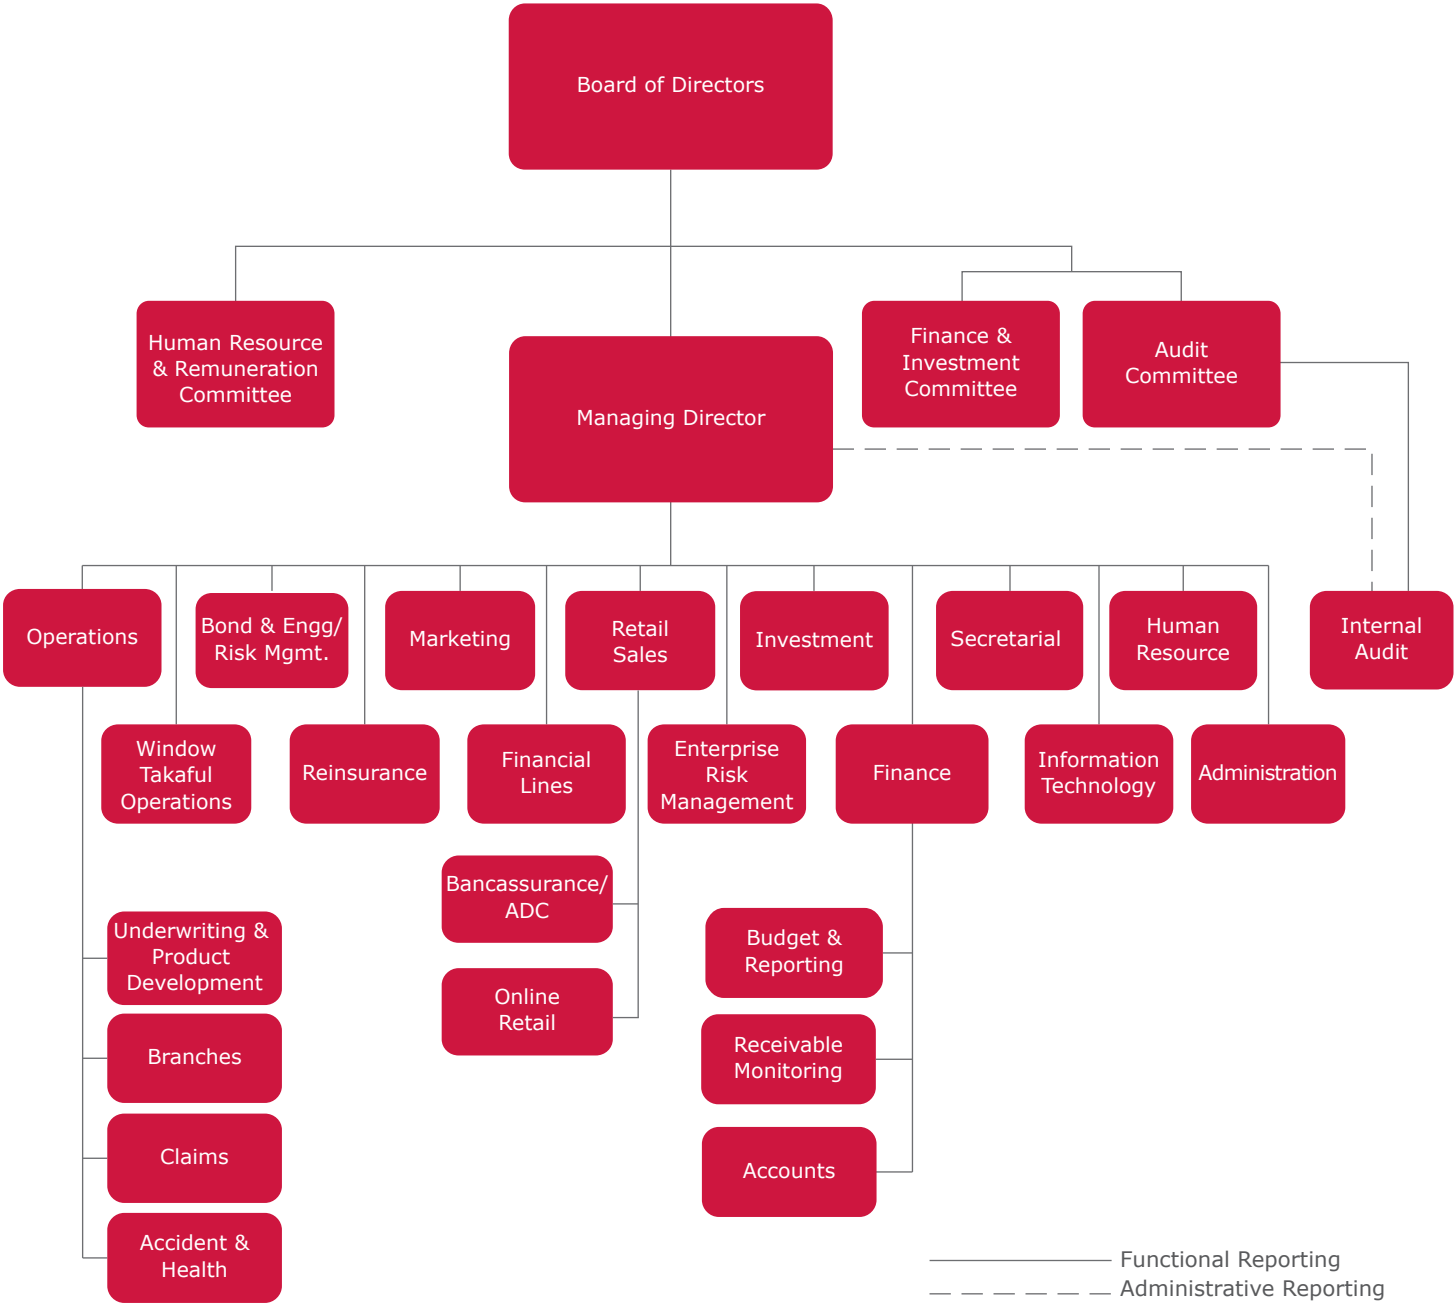 Board of Directors
Human Resource
& Remuneration
Committee
Managing Director
Finance &
Investment
Committee
Audit
Committee
Operations
Bond & Engg/
Risk Mgmt.
Marketing
Retail
Sales
Investment
Secretarial
Human
Resource
Internal
Audit
Window
Takaful
Operations
Reinsurance
Financial
Lines
Enterprise
Risk
Management
Finance
Information
Technology
Administration
Bancassurance/
ADC
Online
Retail
Underwriting &
Product
Development
Branches
Claims
Accident &
Health
Budget &
Reporting
Receivable
Monitoring
Accounts
Functional Reporting
Administrative Reporting